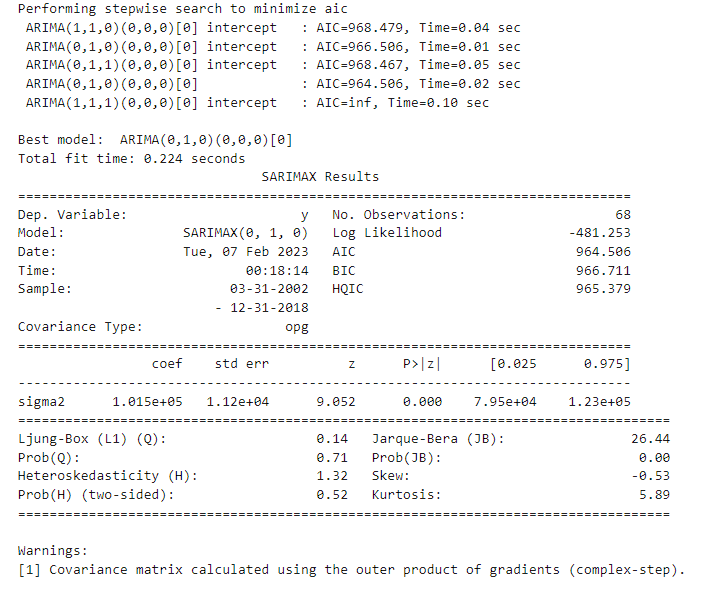 Performing stepwise search to minimize aic
 ARIMA(1,1,0)(0,0,0)[0] intercept   : AIC=968.479, Time=0.04 sec
 ARIMA(0,1,0)(0,0,0)[0] intercept   : AIC=966.506, Time=0.01 sec
 ARIMA(0,1,1)(0,0,0)[0] intercept   : AIC=968.467, Time=0.05 sec
 ARIMA(0,1,0)(0,0,0)[0]             : AIC=964.506, Time=0.02 sec
 ARIMA(1,1,1)(0,0,0)[0] intercept   : AIC=inf, Time=0.10 sec

Best model:  ARIMA(0,1,0)(0,0,0)[0]
Total fit time: 0.224 seconds
                               SARIMAX Results
==============================================================================
Dep. Variable:                      y   No. Observations:                   68
Model:               SARIMAX(0, 1, 0)   Log Likelihood                -481.253
Date:                Tue, 07 Feb 2023   AIC                            964.506
Time:                        00:18:14   BIC                            966.711
Sample:                    03-31-2002   HQIC                           965.379
                         - 12-31-2018
Covariance Type:                  opg
==============================================================================
                 coef    std err          z      P>|z|      [0.025      0.975]
------------------------------------------------------------------------------
sigma2      1.015e+05   1.12e+04      9.052      0.000    7.95e+04    1.23e+05
===================================================================================
Ljung-Box (L1) (Q):                   0.14   Jarque-Bera (JB):                26.44
Prob(Q):                              0.71   Prob(JB):                         0.00
Heteroskedasticity (H):               1.32   Skew:                            -0.53
Prob(H) (two-sided):                  0.52   Kurtosis:                         5.89
===================================================================================

Warnings:
[1] Covariance matrix calculated using the outer product of gradients (complex-step).